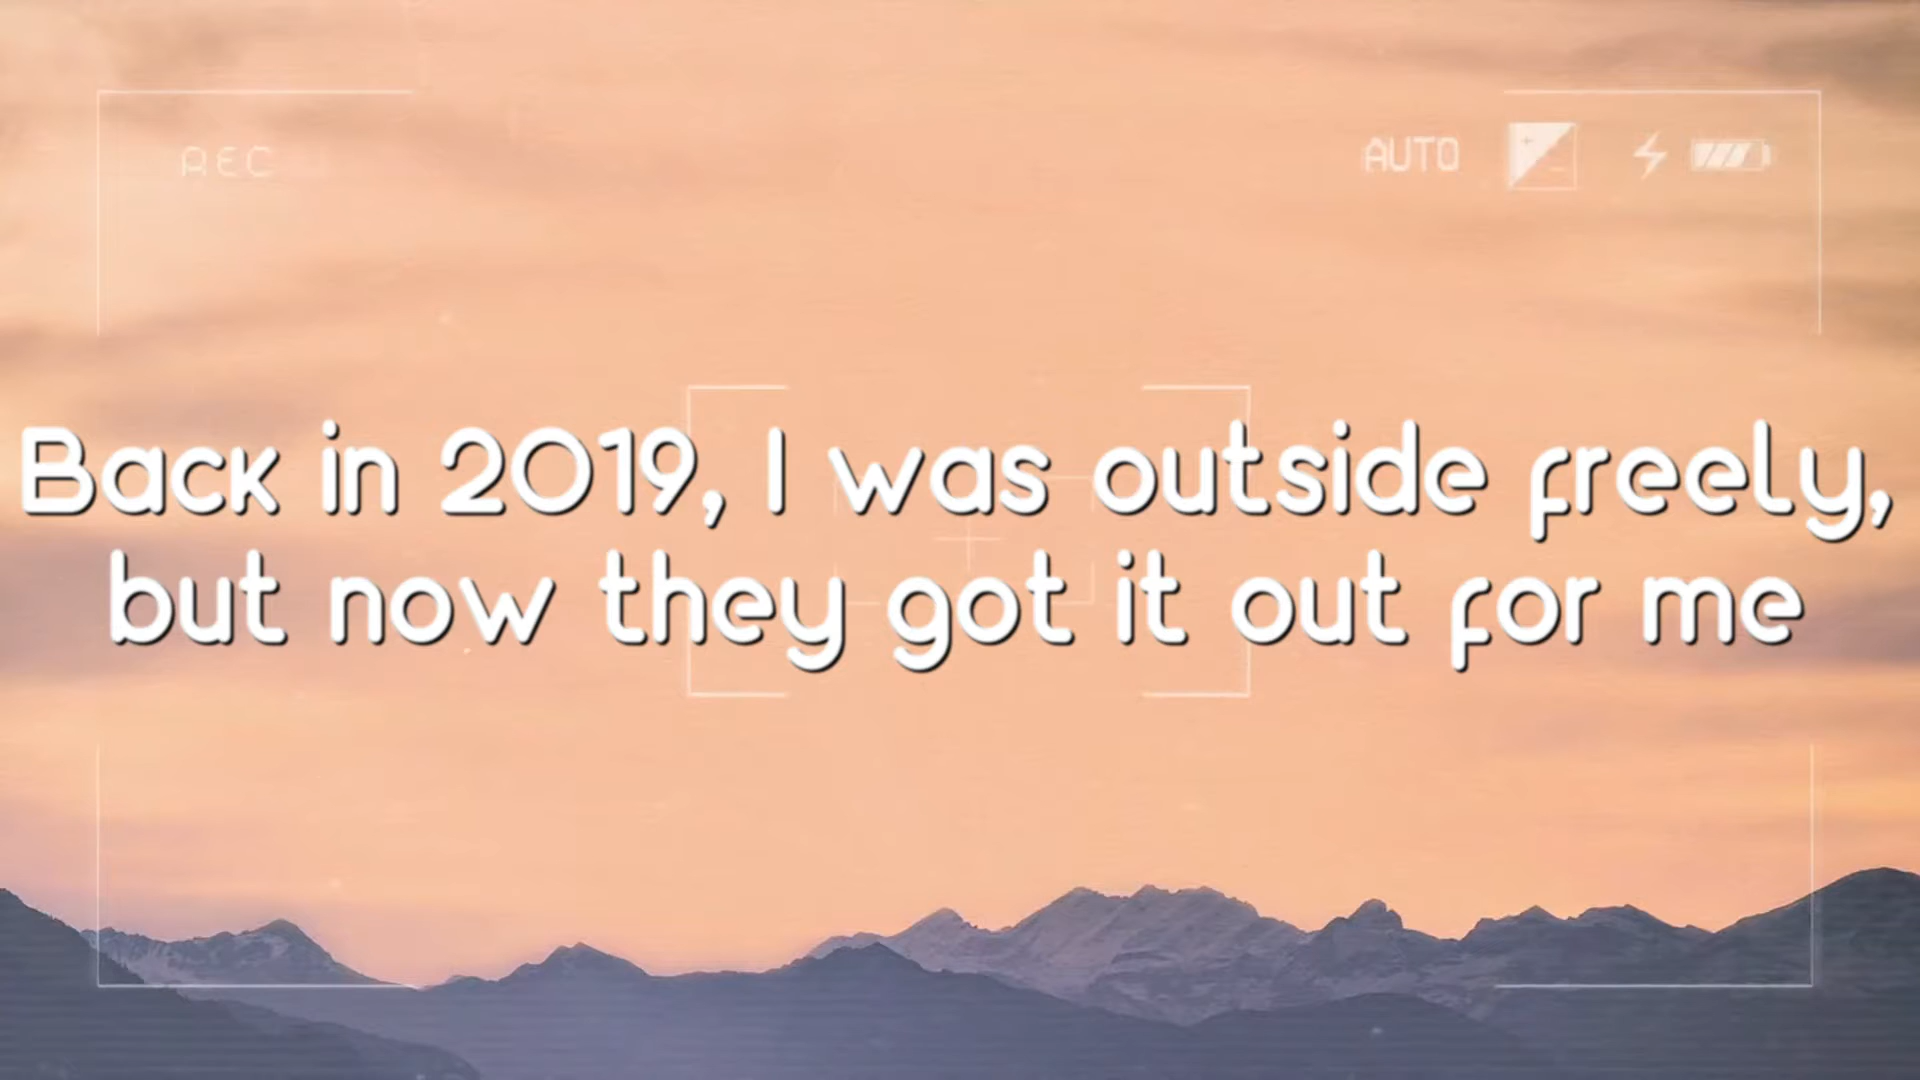 REC
AUTO
Back in 2019, I was outside freely,
but now they got it out for me